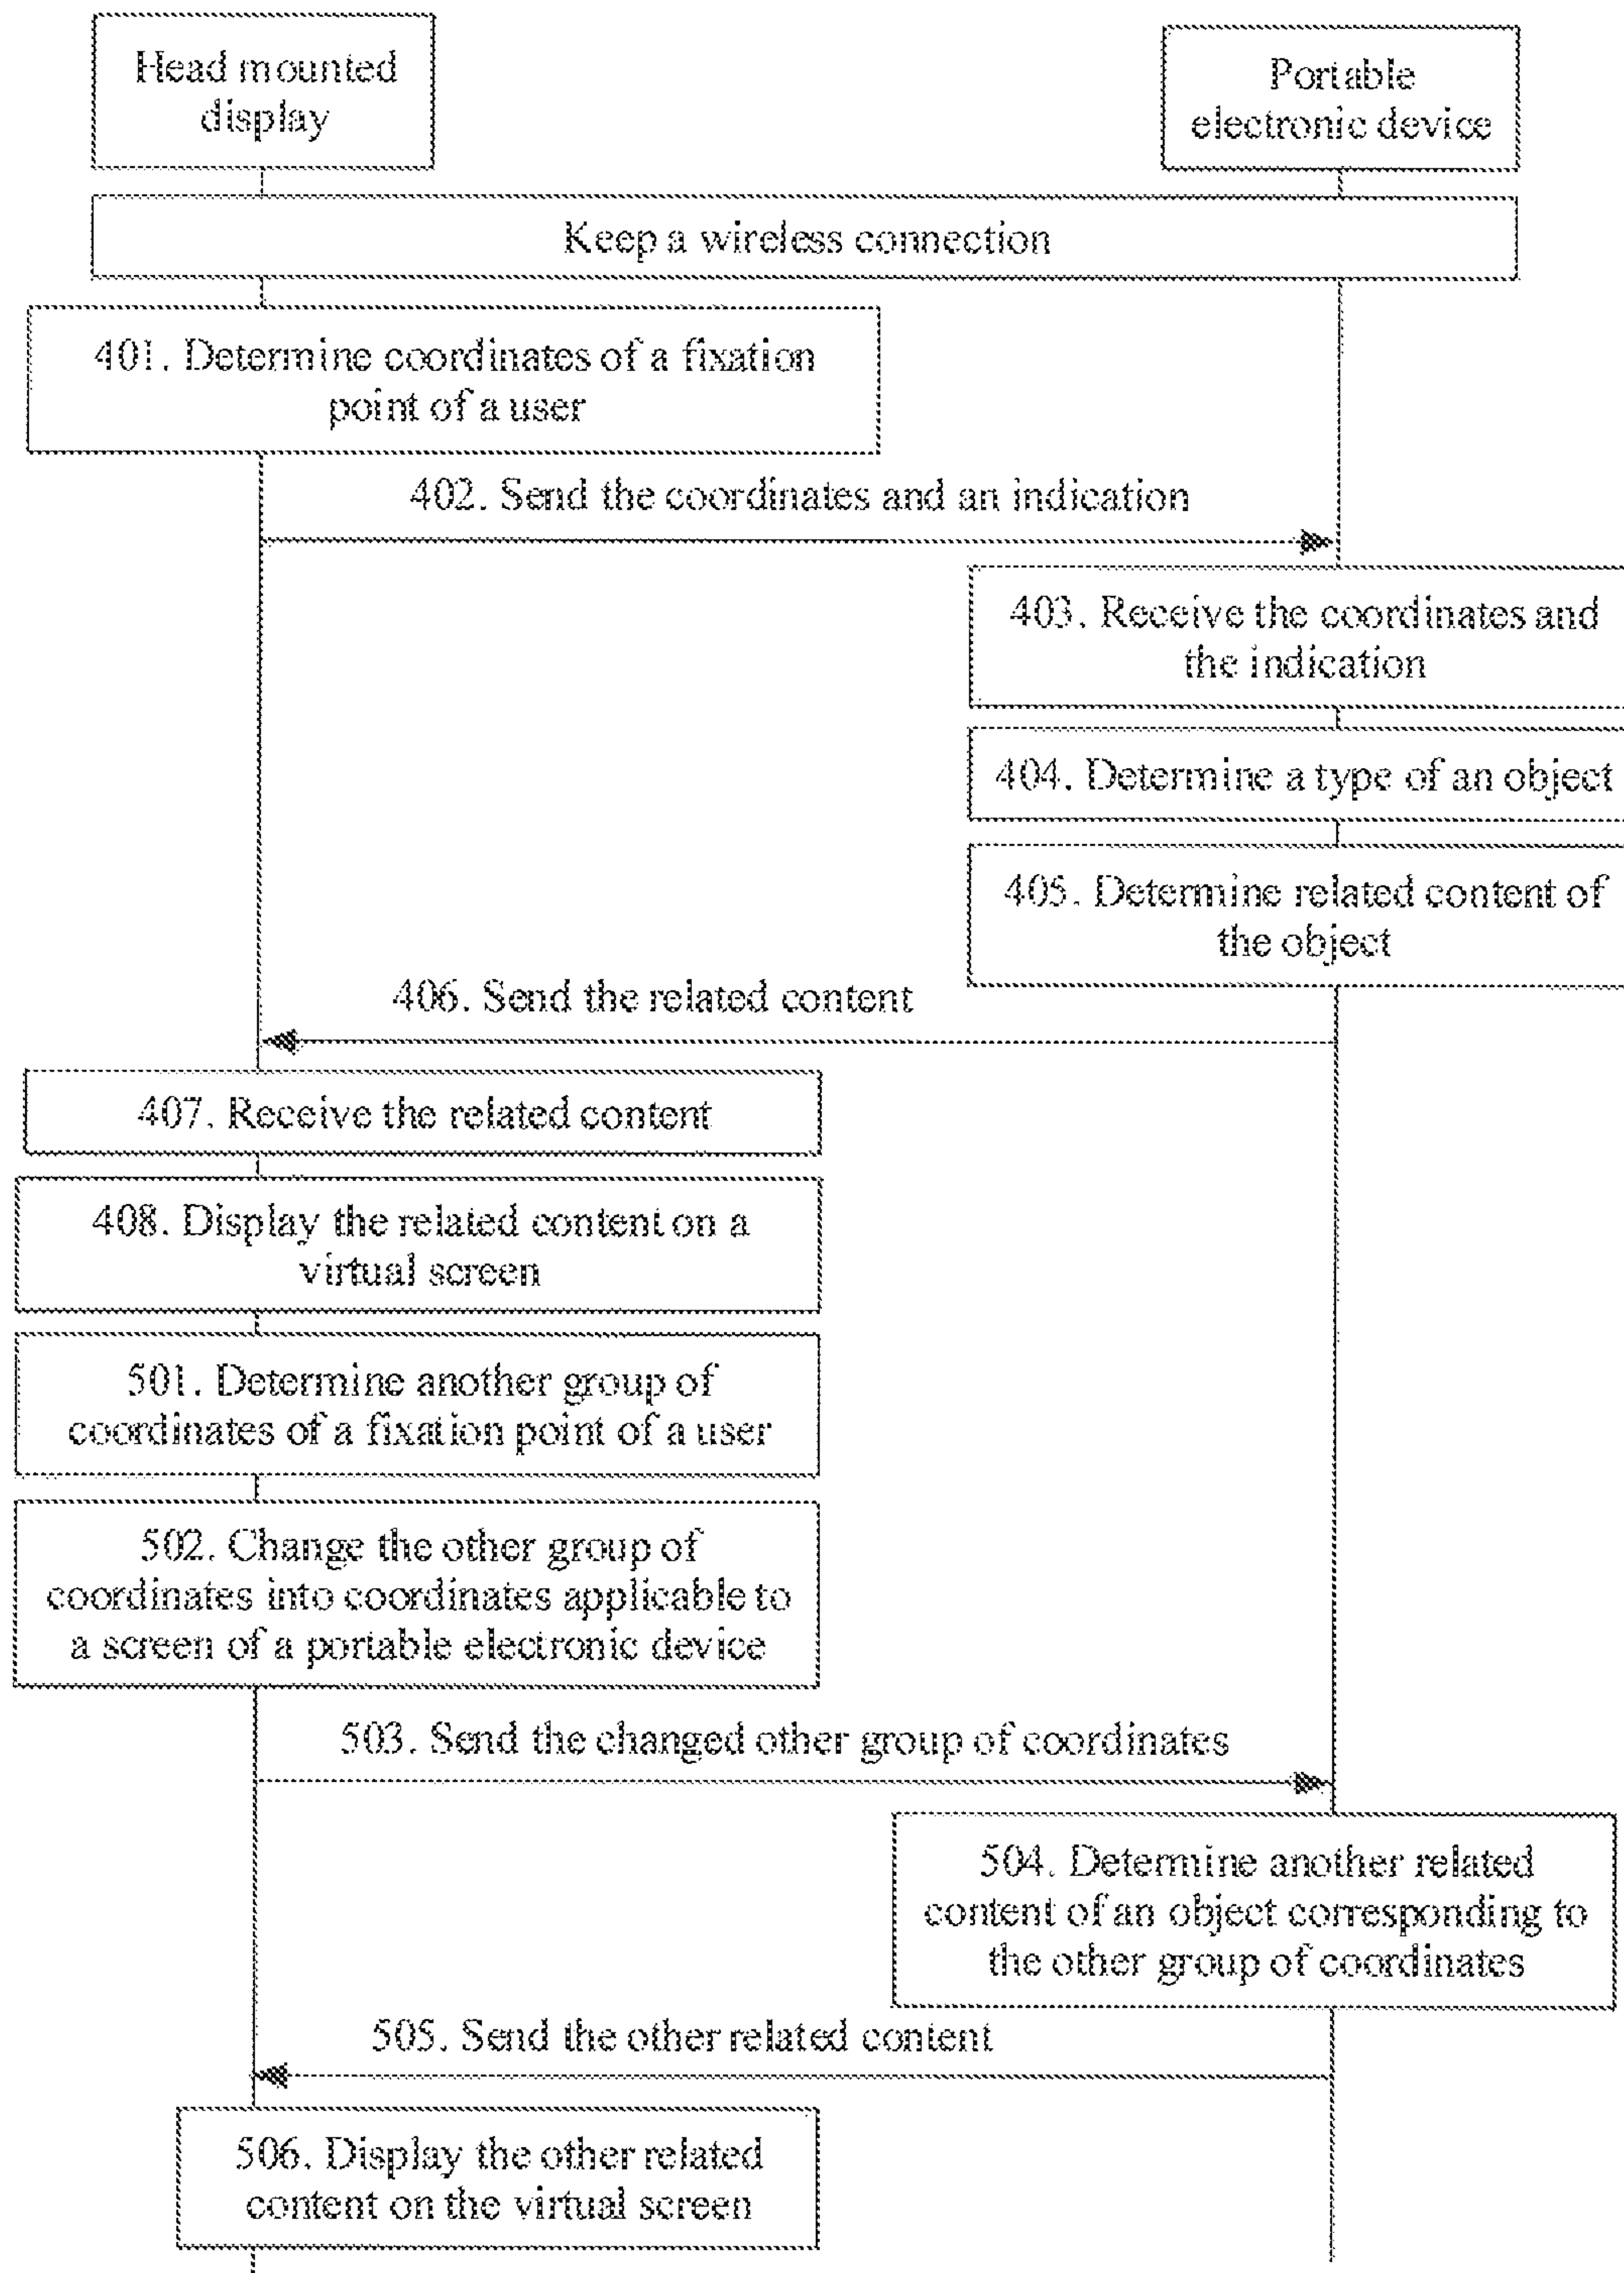 Head mounted
display
Portable
electronic device
Keep a wireless connection
401. Determine coordinates of a fixation
point of a user
402. Send the coordinates and an indication
403. Receive the coordinates and
the indication
404. Determine a type of an object
405. Determine related content of
the object
406. Send the related content
407. Receive the related content
408. Display the related content on a
virtual screen
501. Determine another group of
coordinates of a fixation point of a user
502. Change the other group of
coordinates into coordinates applicable to
a screen of a portable electronic device
503. Send the changed other group of coordinates
504. Determine another related
content of an object corresponding to
the other group of coordinates
505. Send the other related content
506. Display the other related
content on the virtual screen